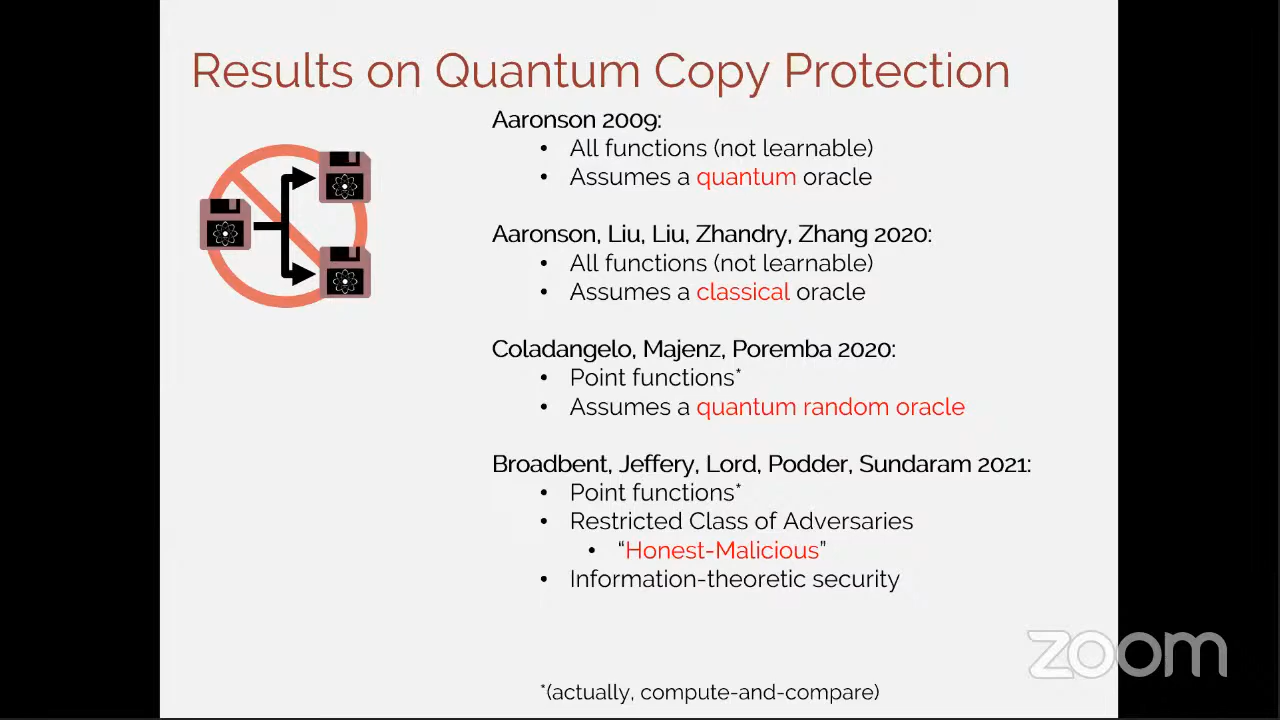 Results on Quantum Copy Protection
Aaronson 2009:
• All functions (not learnable)
• Assumes a quantum oracle
Aaronson, Liu, Liu, Zhandry, Zhang 2020:
• All functions (not learnable)
• Assumes a classical oracle
Coladangelo, Majenz, Poremba 2020:
• Point functions*
• Assumes a quantum random oracle
Broadbent, Jeffery, Lord, Podder, Sundaram 2021:
• Point functions*
• Restricted Class of Adversaries
• “Honest-Malicious”
• Information-theoretic security
*(actually, compute-and-compare)
zoom